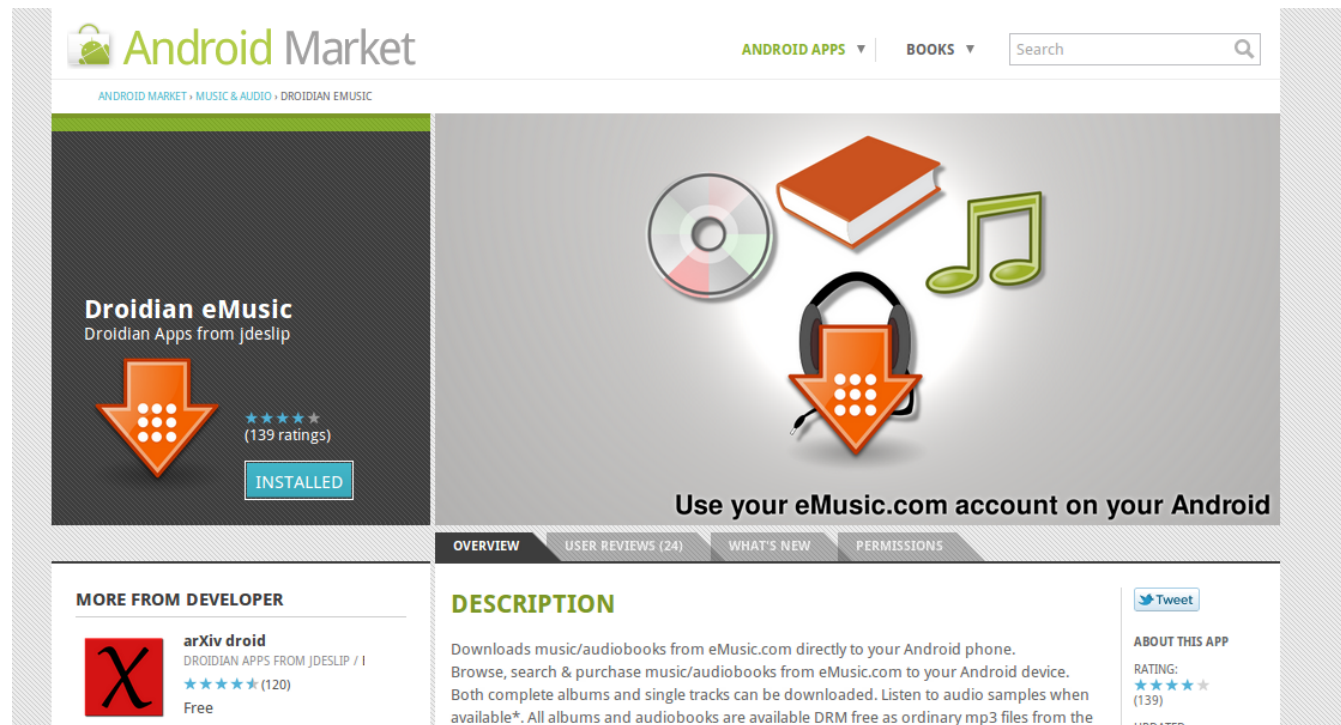 Android Market
ANDROID APPS ▼ BOOKS ▼ Search
ANDROID MARKET › MUSIC & AUDIO › DROIDIAN EMUSIC
Droidian eMusic
Droidian Apps from jdeslip
(139 ratings)
INSTALLED
Use your eMusic.com account on your Android
OVERVIEW USER REVIEWS (24) WHAT'S NEW PERMISSIONS
MORE FROM DEVELOPER
arXiv droid
DROIDIAN APPS FROM JDESLIP /
(120)
Free
DESCRIPTION
Downloads music/audiobooks from eMusic.com directly to your Android phone.
Browse, search & purchase music/audiobooks from eMusic.com to your Android device.
Both complete albums and single tracks can be downloaded. Listen to audio samples when
available*. All albums and audiobooks are available DRM free as ordinary mp3 files from the
Tweet
ABOUT THIS APP
RATING:
(139)